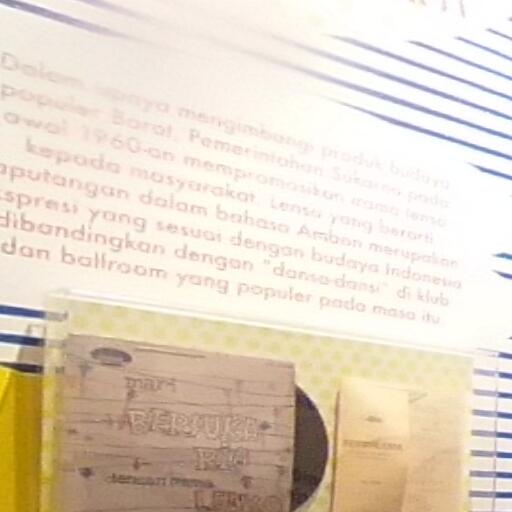 Dalam upaya mengimbangi produk budaya
populer Barat, Pemerintahan Sukarno pada
awal 1960-an mempromosikan irama lenso
kepada masyarakat. Lenso yang berarti
saputangan dalam bahasa Ambon merupakan
ekspresi yang sesuai dengan budaya Indonesia
dibandingkan dengan "dansa-dansi" di klub
dan ballroom yang populer pada masa itu.
mari
BERSUKA
RIA
dengan irama
LENSO